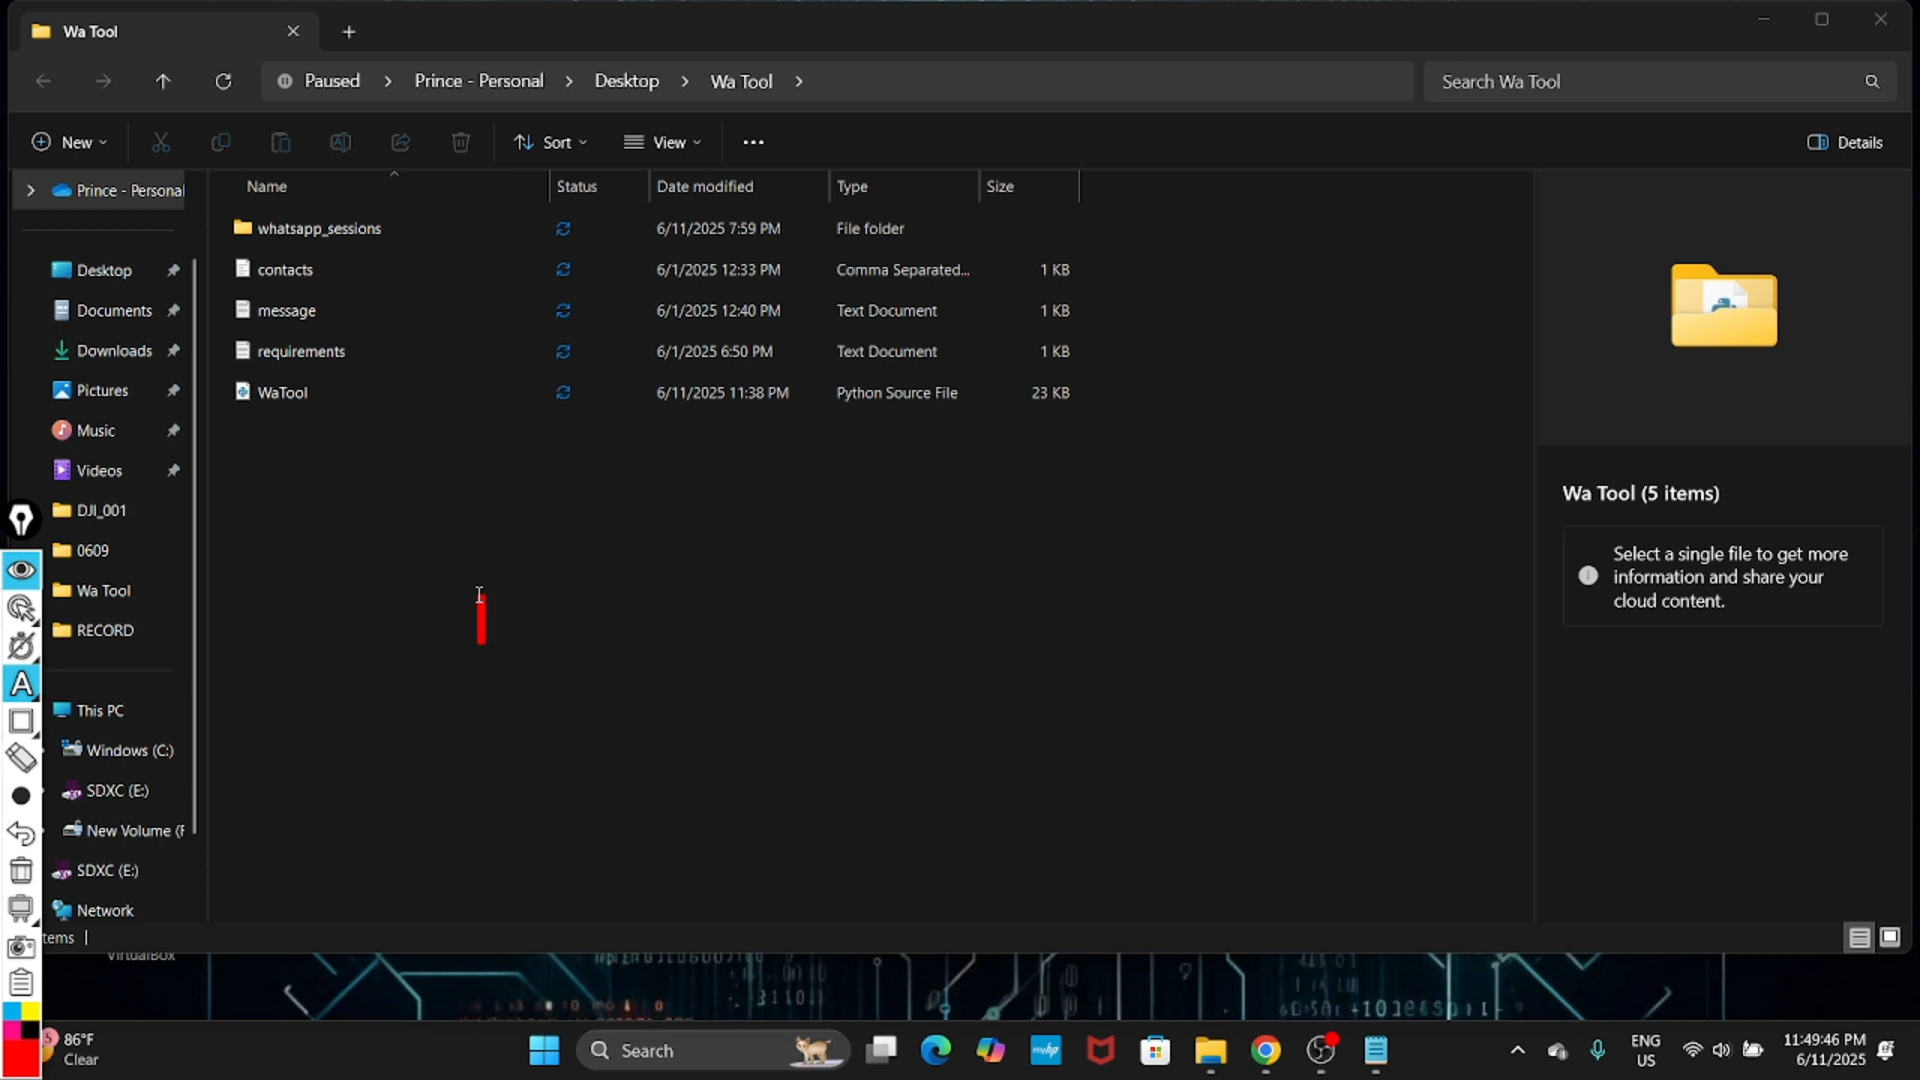 Wa Tool
Paused > Prince - Personal > Desktop > Wa Tool >
Search Wa Tool
New
Sort
View
Details
Prince - Personal
Name Status Date modified Type Size
whatsapp_sessions 6/11/2025 7:59 PM File folder
contacts 6/1/2025 12:33 PM Comma Separated... 1 KB
message 6/1/2025 12:40 PM Text Document 1 KB
requirements 6/1/2025 6:50 PM Text Document 1 KB
WaTool 6/11/2025 11:38 PM Python Source File 23 KB
Desktop
Documents
Downloads
Pictures
Music
Videos
DJI_001
0609
Wa Tool
RECORD
This PC
Windows (C:)
SDXC (E:)
New Volume (F
SDXC (E:)
Network
Wa Tool (5 items)
Select a single file to get more
information and share your
cloud content.
A
tems
VirtualBox
5
86°F
Clear
Search
myhp
ENG
US
11:49:46 PM
6/11/2025